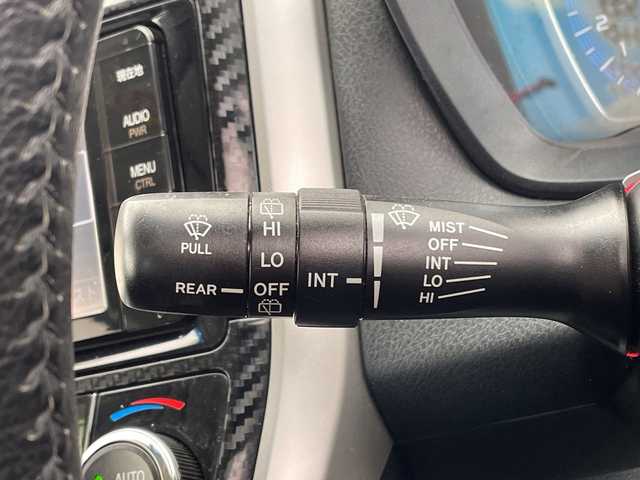 現在地
AUDIO
PWR
MENU
CTRL
PULL
REAR
HI
LO
OFF
INT
MIST
OFF
INT
LO
HI
AUTO
2